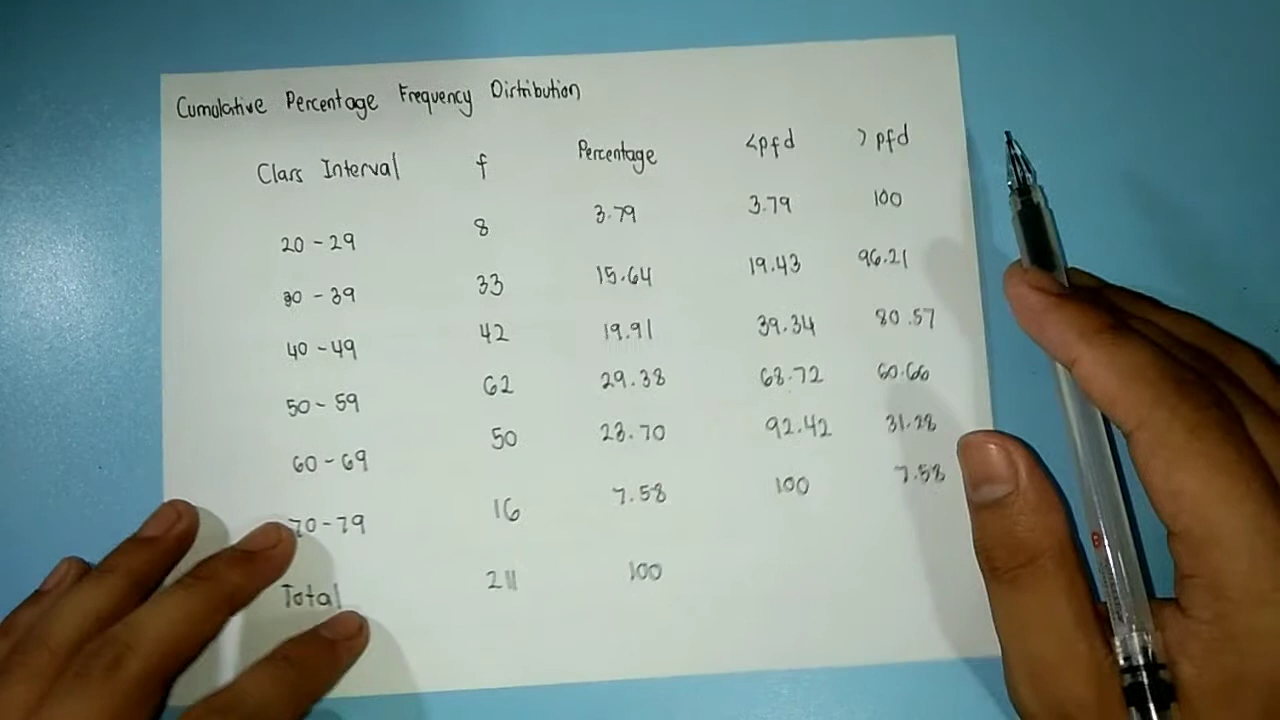 Cumulative Percentage Frequency Distribution
Class Interval f Percentage <pfd >pfd
20-29 8 3.79 3.79 100
30-39 33 15.64 19.43 96.21
40-49 42 19.91 39.34 80.57
50-59 62 29.38 68.72 60.66
60-69 50 23.70 92.42 31.28
70-79 16 7.58 100 7.58
Total 211 100